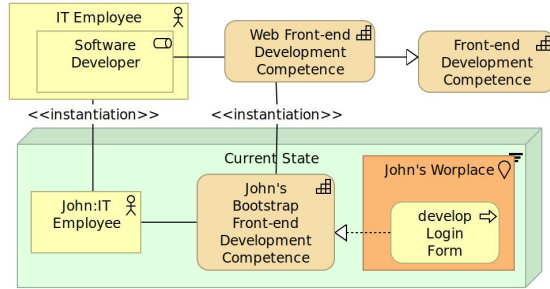 IT Employee
Software
Developer
Web Front-end
Development
Competence
Front-end
Development
Competence
<<instantiation>>
<<instantiation>>
Current State
John's Worplace
John:IT
Employee
John's
Bootstrap
Front-end
Development
Competence
develop
Login
Form